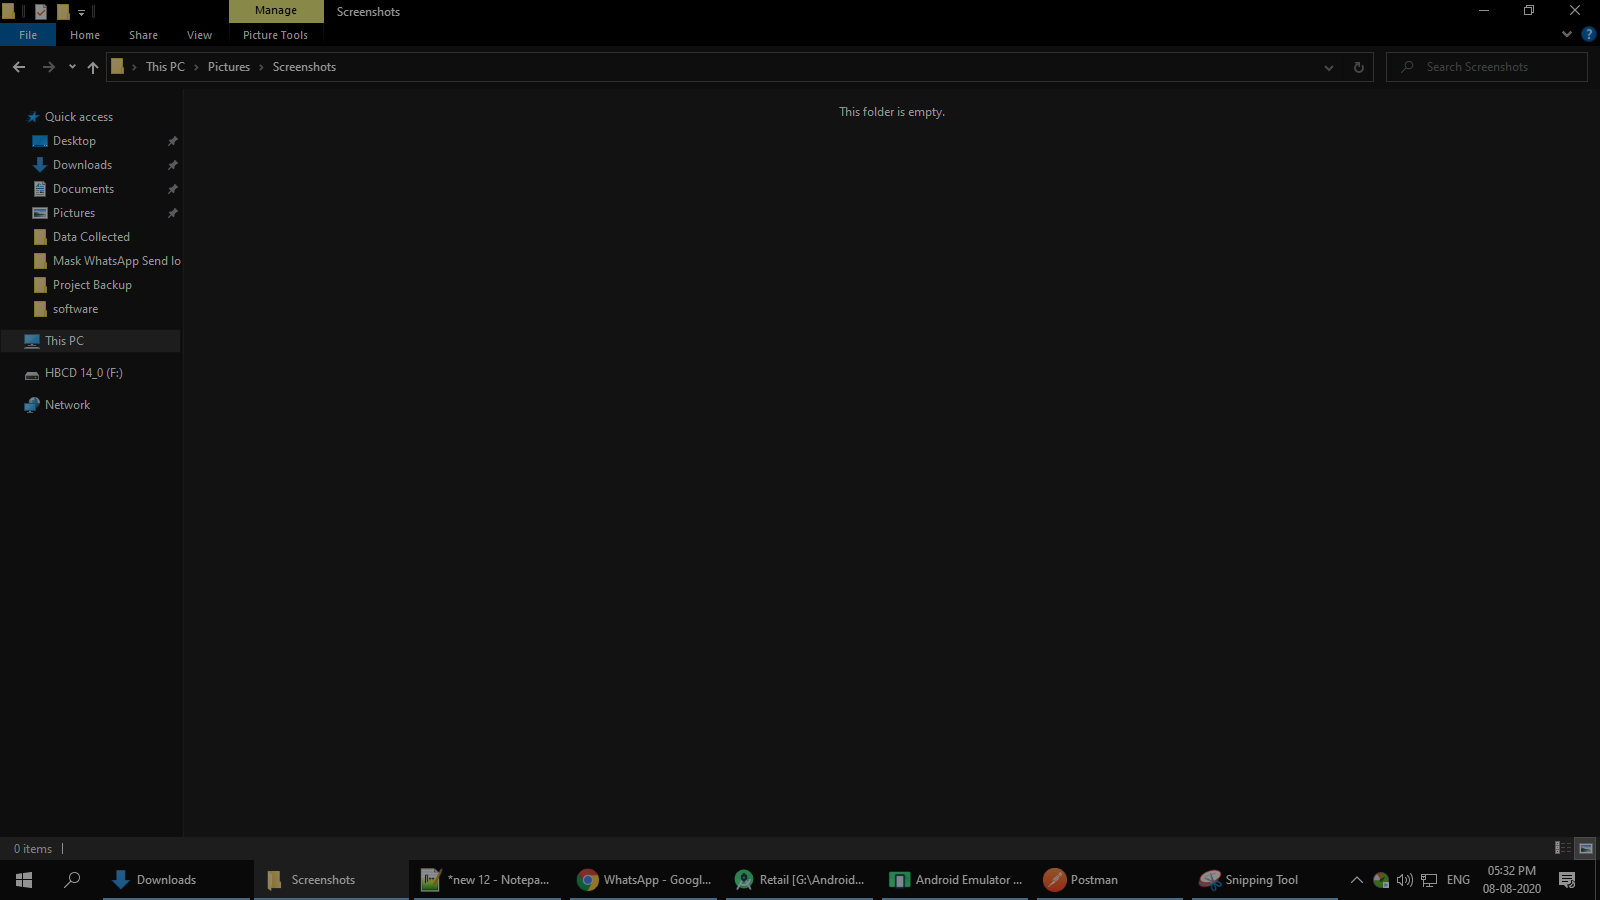 Manage
Screenshots
File
Home
Share
View
Picture Tools
This PC
Pictures
Screenshots
Search Screenshots
This folder is empty.
Quick access
Desktop
Downloads
Documents
Pictures
Data Collected
Mask WhatsApp Send lo
Project Backup
software
This PC
HBCD 14_0 (F:)
Network
0 items
Downloads
Screenshots
*new 12 - Notepa...
WhatsApp - Googl...
Retail [G:\Android...
Android Emulator ...
Postman
Snipping Tool
ENG
05:32 PM
08-08-2020